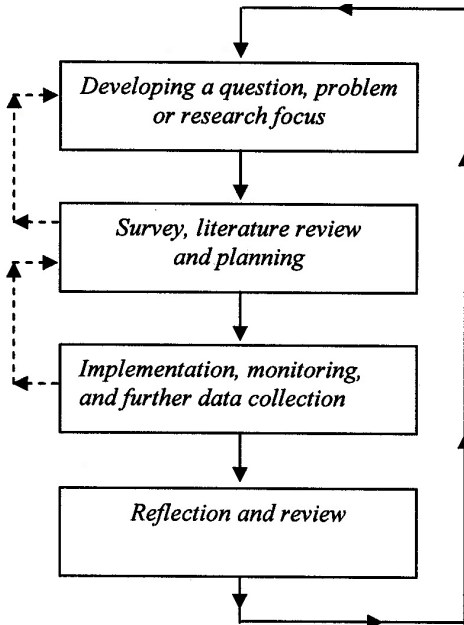 Developing a question, problem
or research focus
Survey, literature review
and planning
Implementation, monitoring,
and further data collection
Reflection and review